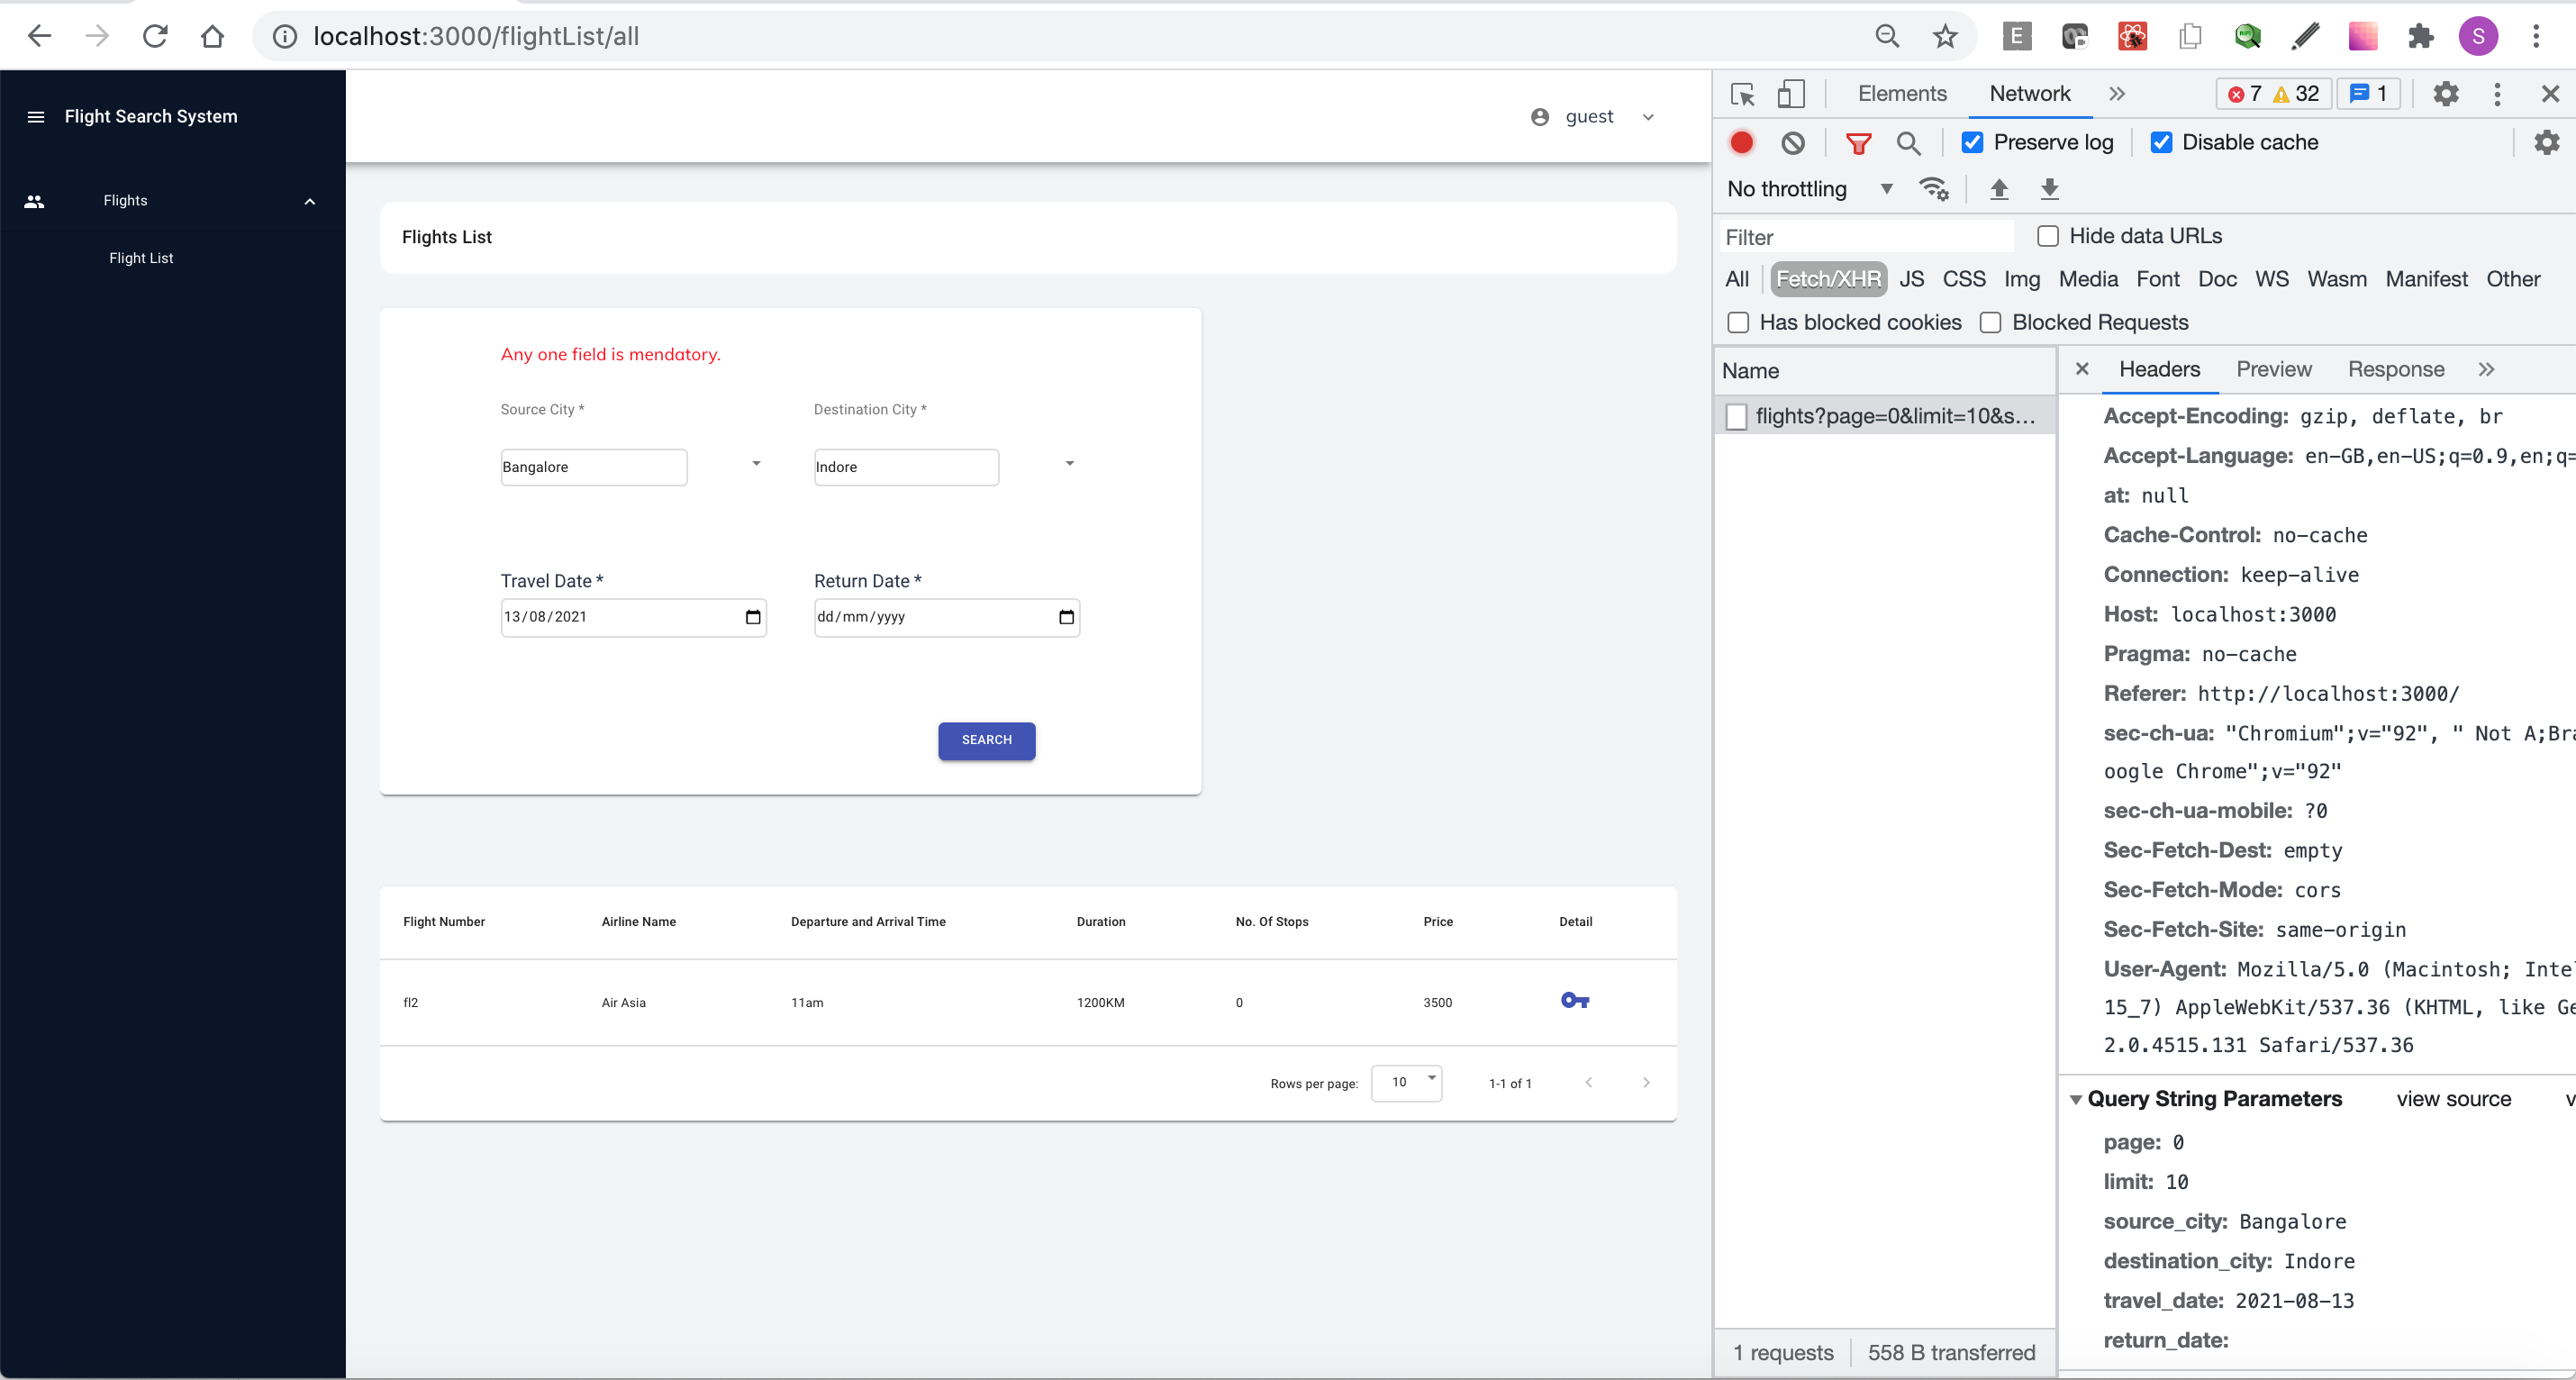 localhost:3000/flightList/all
S
E
Flight Search System
guest
Flights
Flight List
Flights List
Any one field is mendatory.
Source City *
Destination City *
Bangalore
Indore
Travel Date *
Return Date *
13/08/2021
dd/mm/yyyy
SEARCH
Flight Number Airline Name Departure and Arrival Time Duration No. Of Stops Price Detail
fl2 Air Asia 11am 1200KM 0 3500
Rows per page: 10 1-1 of 1
Elements Network 7 32 1
Preserve log Disable cache
No throttling
Filter Hide data URLs
All Fetch/XHR JS CSS Img Media Font Doc WS Wasm Manifest Other
Has blocked cookies Blocked Requests
Name
flights?page=0&limit=10&s...
1 requests 558 B transferred
Headers Preview Response
Accept-Encoding: gzip, deflate, br
Accept-Language: en-GB,en-US;q=0.9,en;q=
at: null
Cache-Control: no-cache
Connection: keep-alive
Host: localhost:3000
Pragma: no-cache
Referer: http://localhost:3000/
sec-ch-ua: "Chromium";v="92", " Not A;Bra
oogle Chrome";v="92"
sec-ch-ua-mobile: ?0
Sec-Fetch-Dest: empty
Sec-Fetch-Mode: cors
Sec-Fetch-Site: same-origin
User-Agent: Mozilla/5.0 (Macintosh; Inte
15_7) AppleWebKit/537.36 (KHTML, like Ge
2.0.4515.131 Safari/537.36
Query String Parameters view source v
page: 0
limit: 10
source_city: Bangalore
destination_city: Indore
travel_date: 2021-08-13
return_date: